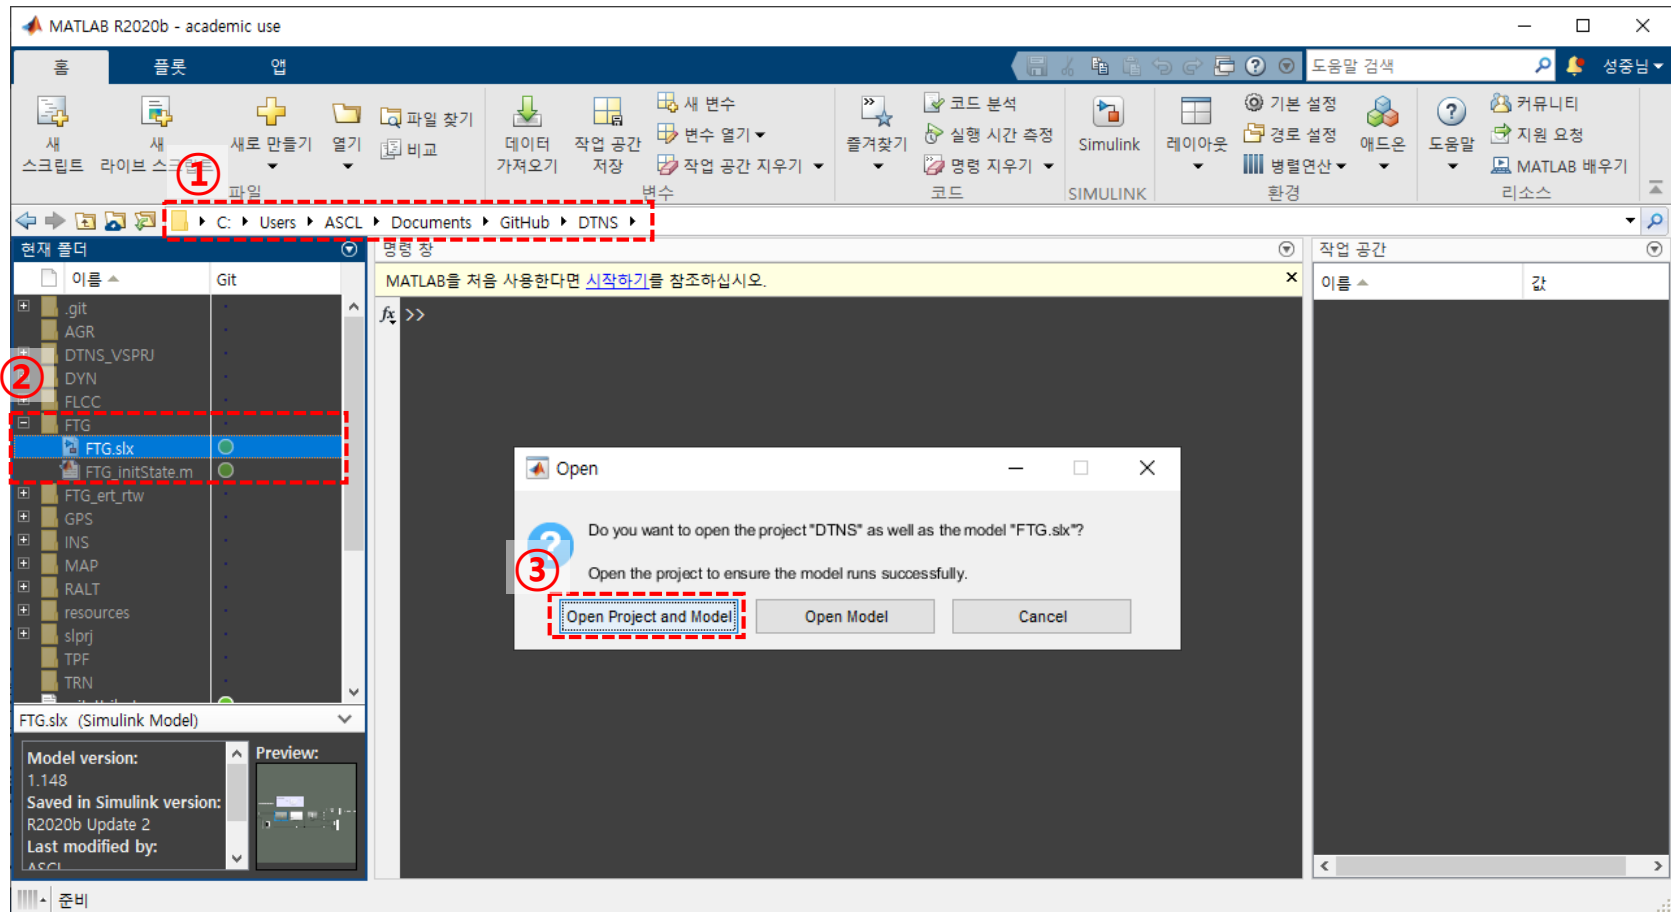 MATLAB R2020b - academic use
홈 플롯 앱
도움말 검색
성중님
새 스크립트
새 라이브 스크립트
새로 만들기
열기
파일 찾기
비교
파일
데이터 가져오기
작업 공간 저장
새 변수
변수 열기
작업 공간 지우기
변수
즐겨찾기
코드 분석
실행 시간 측정
명령 지우기
코드
Simulink
SIMULINK
레이아웃
기본 설정
경로 설정
병렬연산
애드온
환경
도움말
커뮤니티
지원 요청
MATLAB 배우기
리소스
①
C: Users ASCL Documents GitHub DTNS
현재 폴더
이름 Git
.git
AGR
DTNS_VSPRJ
②
DYN
FLCC
FTG
FTG.slx
FTG_initState.m
FTG_ert_rtw
GPS
INS
MAP
RALT
resources
slprj
TPF
TRN
FTG.slx (Simulink Model)
Model version:
1.148
Saved in Simulink version:
R2020b Update 2
Last modified by:
ASCL
Preview:
명령 창
MATLAB을 처음 사용한다면 시작하기를 참조하십시오.
fx >>
Open
Do you want to open the project "DTNS" as well as the model "FTG.slx"?
③
Open the project to ensure the model runs successfully.
Open Project and Model
Open Model
Cancel
작업 공간
이름 값
준비